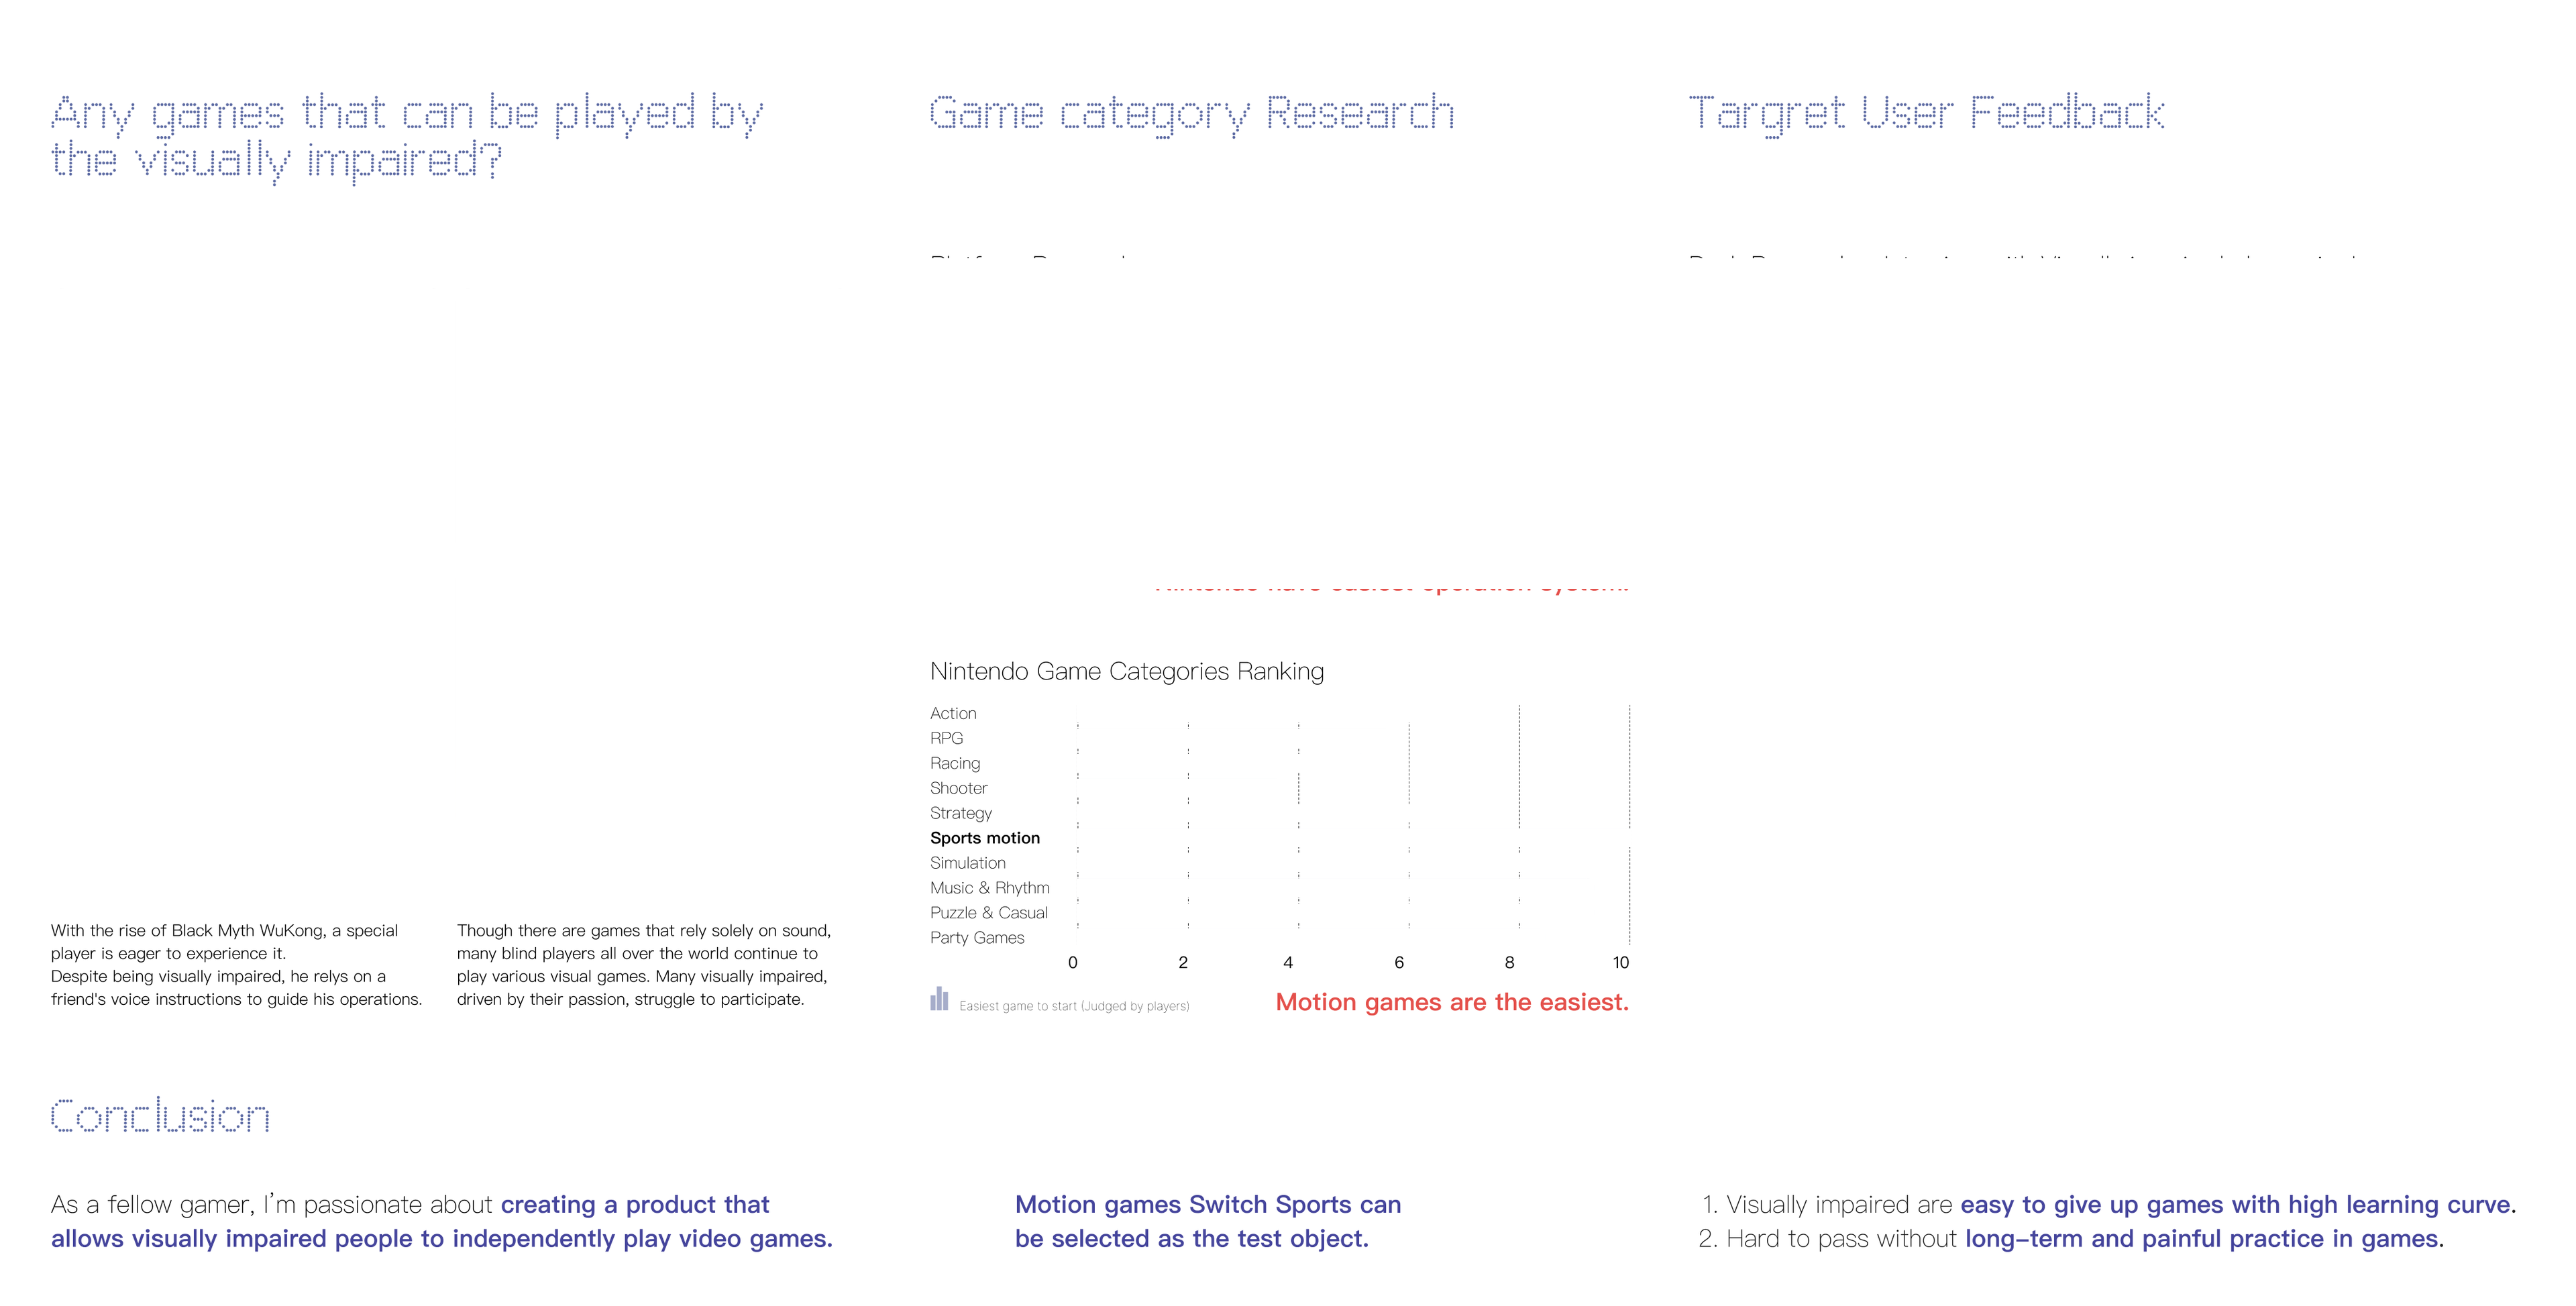 Any games that can be played by
the visually impaired?
With the rise of Black Myth WuKong, a special
player is eager to experience it.
Despite being visually impaired, he relys on a
friend's voice instructions to guide his operations.
Though there are games that rely solely on sound,
many blind players all over the world continue to
play various visual games. Many visually impaired,
driven by their passion, struggle to participate.
Game category Research
Nintendo Game Categories Ranking
Action
RPG
Racing
Shooter
Strategy
Sports motion
Simulation
Music & Rhythm
Puzzle & Casual
Party Games
0 2 4 6 8 10
Easiest game to start (Judged by players)
Motion games are the easiest.
Targret User Feedback
Conclusion
As a fellow gamer, I'm passionate about creating a product that
allows visually impaired people to independently play video games.
Motion games Switch Sports can
be selected as the test object.
1. Visually impaired are easy to give up games with high learning curve.
2. Hard to pass without long-term and painful practice in games.